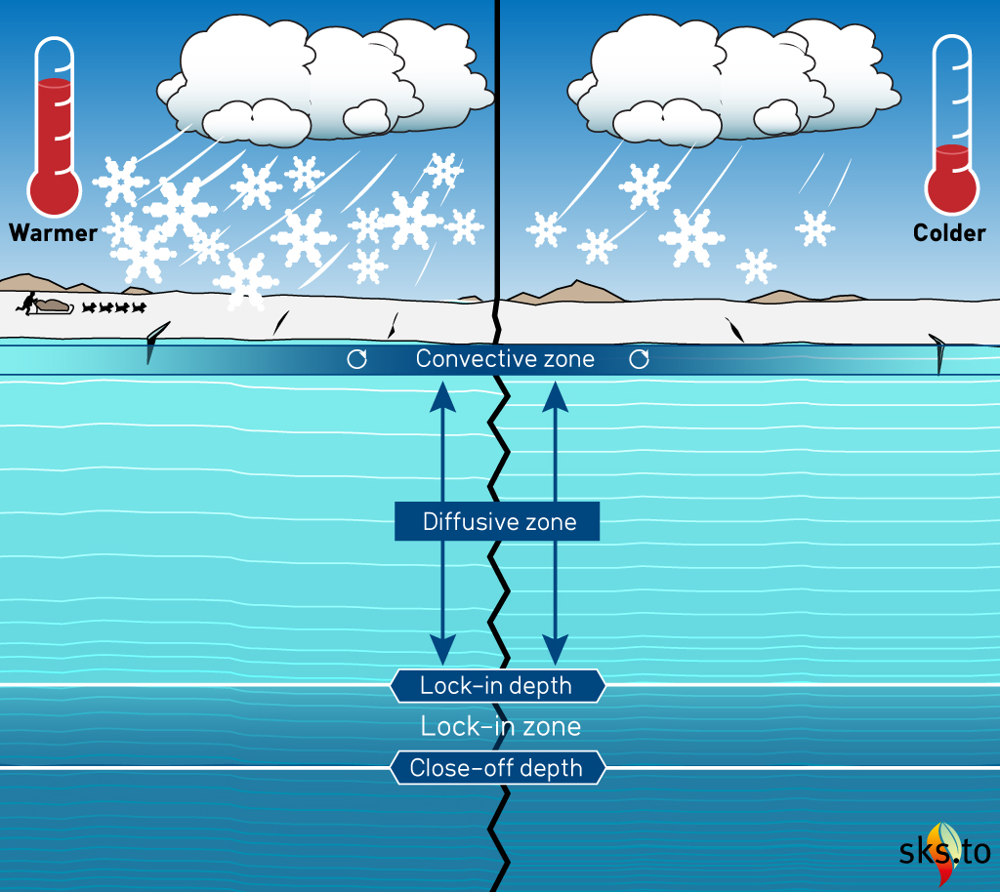 Warmer
Colder
Convective zone
Diffusive zone
Lock-in depth
Lock-in zone
Close-off depth
sks.to